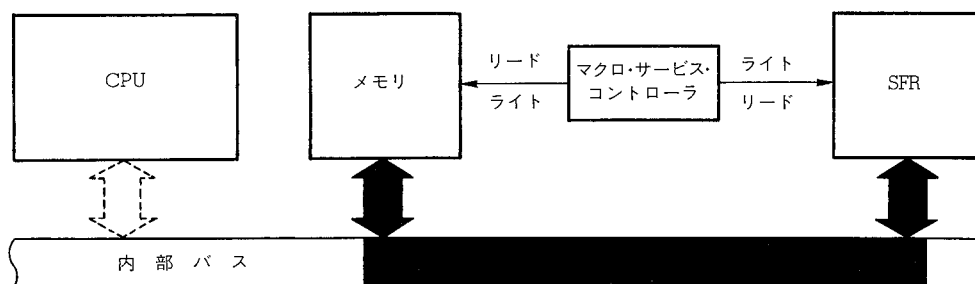 CPU
メモリ
リード
ライト
マクロ・サービス・
コントローラ
ライト
リード
SFR
内部バス